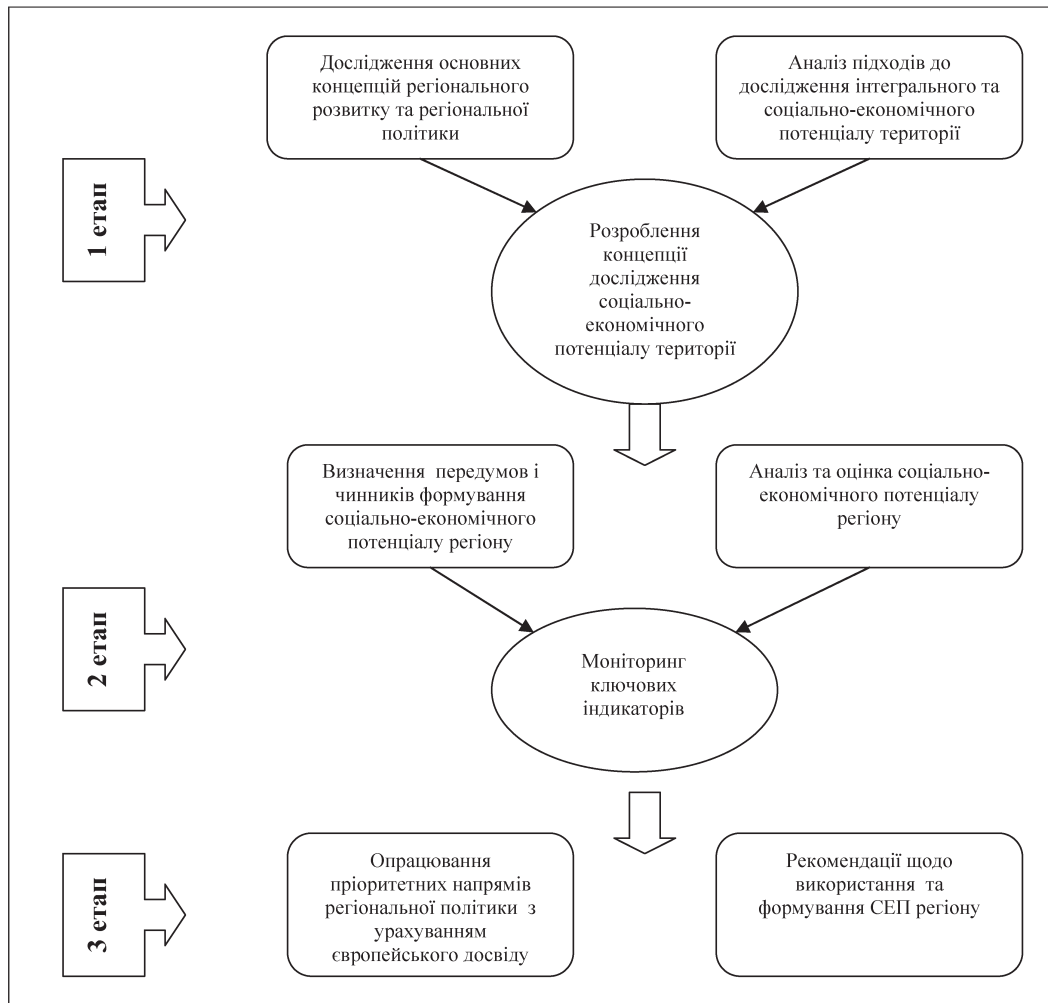 Дослідження основних
концепцій регіонального
розвитку та регіональної
політики
Аналіз підходів до
дослідження інтегрального та
соціально-економічного
потенціалу території
1 етап
Розроблення
концепції
дослідження
соціально-
економічного
потенціалу території
Визначення передумов і
чинників формування
соціально-економічного
потенціалу регіону
Аналіз та оцінка соціально-
економічного потенціалу
регіону
2 етап
Моніторинг
ключових
індикаторів
3 етап
Опрацювання
пріоритетних напрямів
регіональної політики з
урахуванням
європейського досвіду
Рекомендації щодо
використання та
формування СЕП регіону